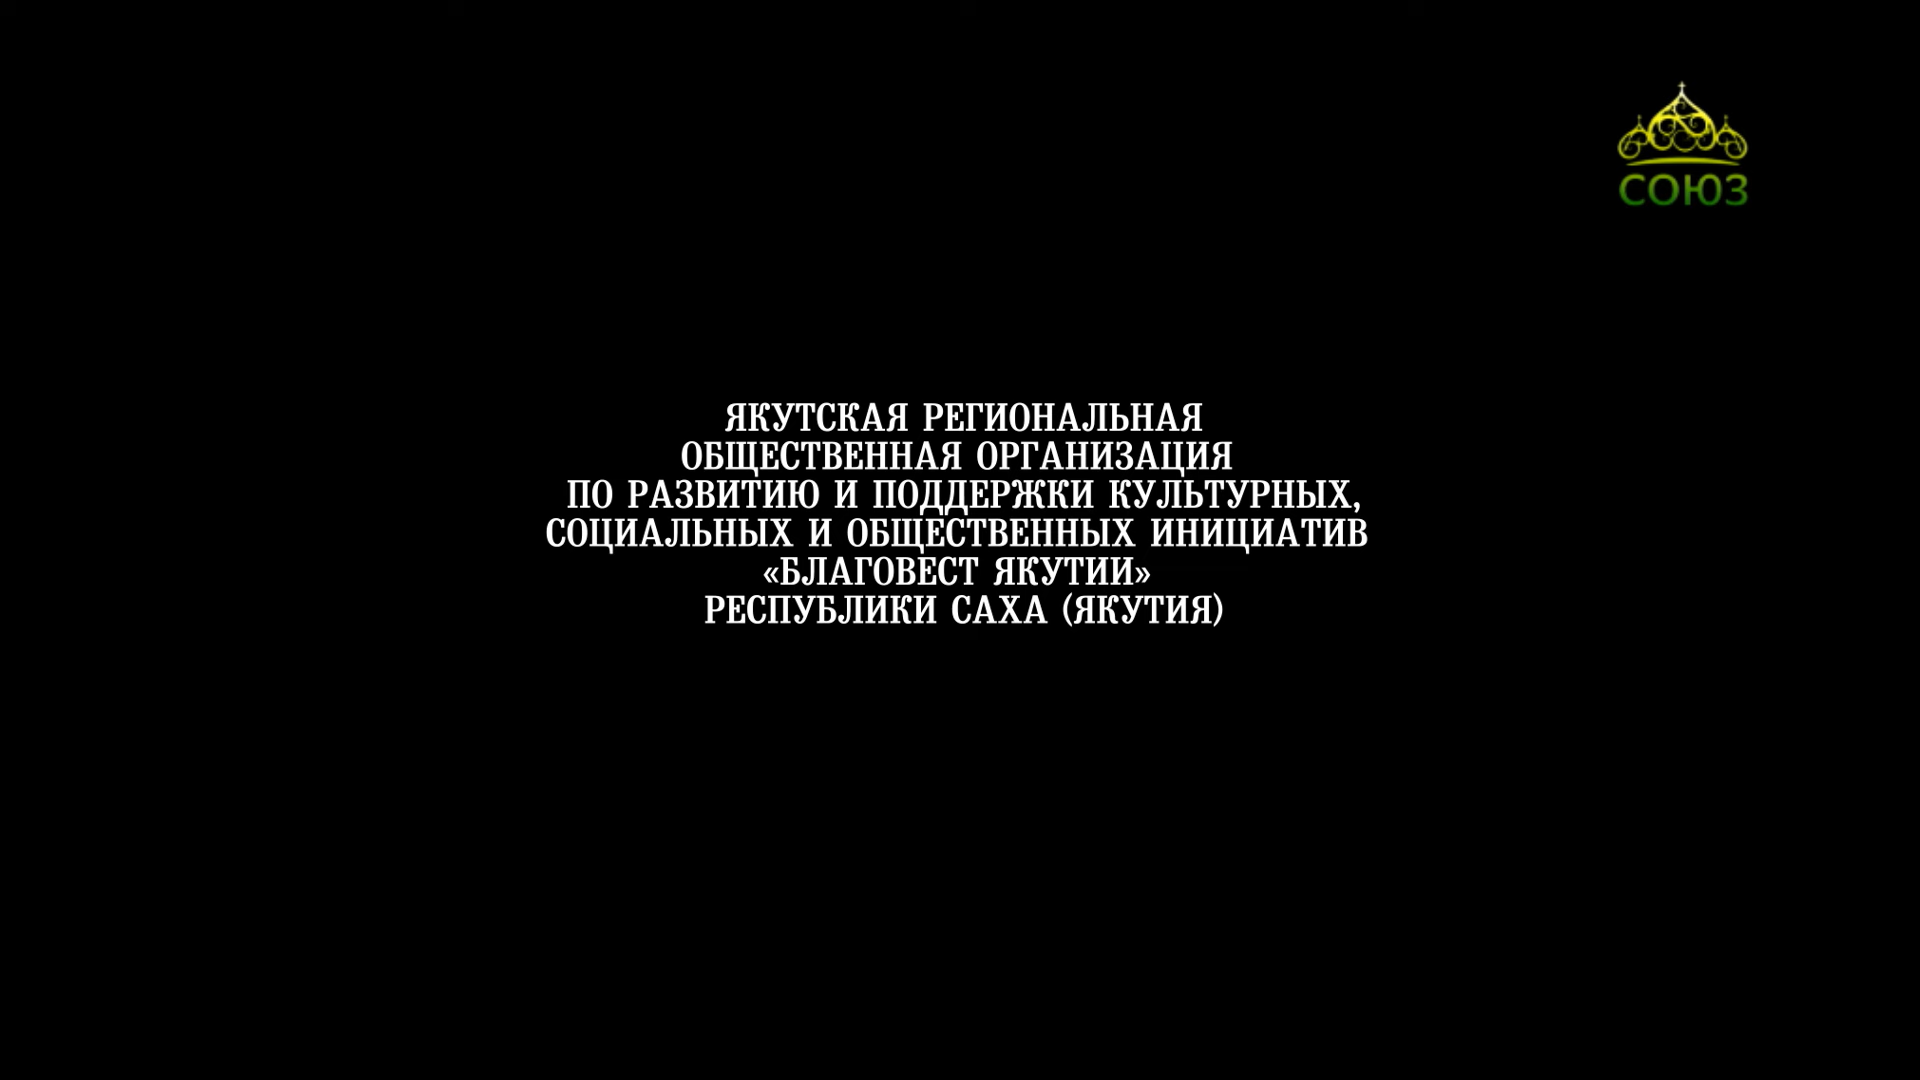 СОЮЗ
ЯКУТСКАЯ РЕГИОНАЛЬНАЯ
ОБЩЕСТВЕННАЯ ОРГАНИЗАЦИЯ
ПО РАЗВИТИЮ И ПОДДЕРЖКИ КУЛЬТУРНЫХ,
СОЦИАЛЬНЫХ И ОБЩЕСТВЕННЫХ ИНИЦИАТИВ
«БЛАГОВЕСТ ЯКУТИИ»
РЕСПУБЛИКИ САХА (ЯКУТИЯ)